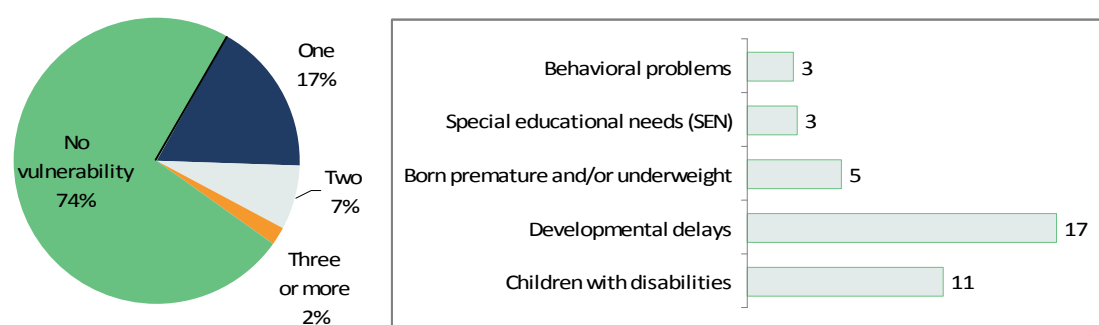 One
17%
No
vulnerability
74%
Two
7%
Three
or more
2%
Behavioral problems
3
Special educational needs (SEN)
3
Born premature and/or underweight
5
Developmental delays
17
Children with disabilities
11